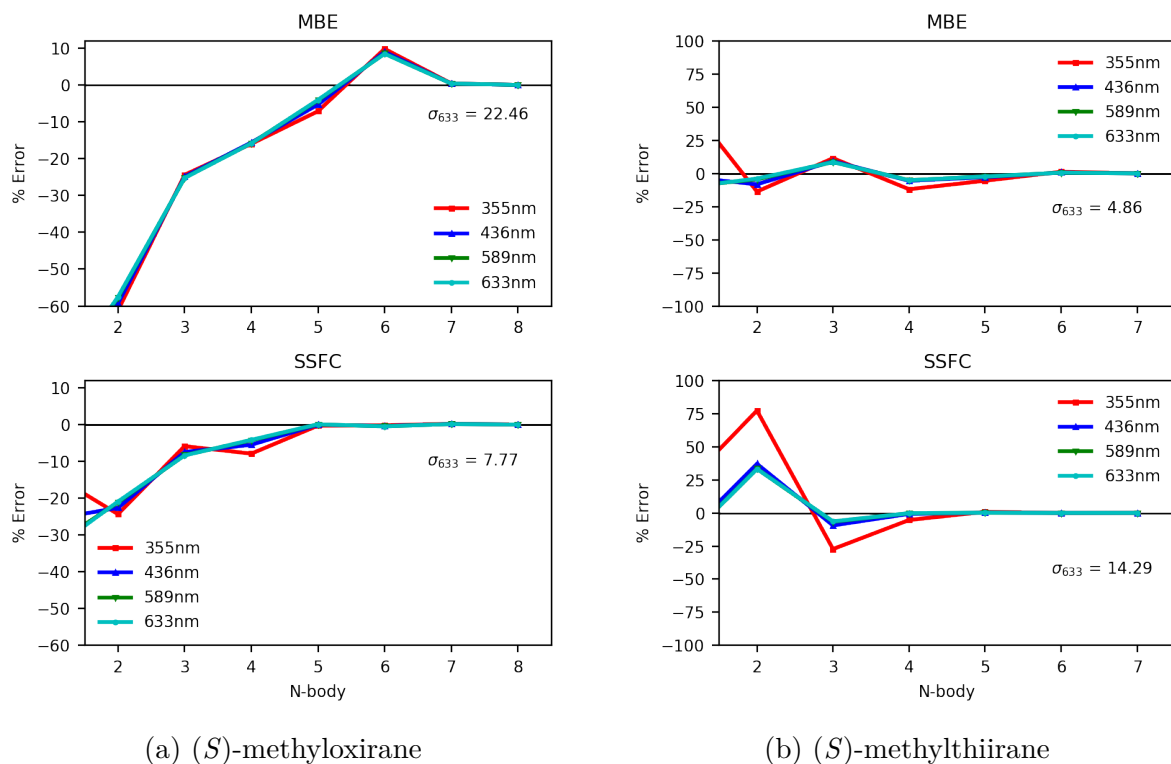 MBE
10
0
−10
−20
−30
−40
−50
−60
% Error
σ633 = 22.46
355nm
436nm
589nm
633nm
2 3 4 5 6 7 8
SSFC
10
0
−10
−20
−30
−40
−50
−60
% Error
σ633 = 7.77
355nm
436nm
589nm
633nm
2 3 4 5 6 7 8
N-body
(a) (S)-methyloxirane
MBE
100
75
50
25
0
−25
−50
−75
−100
% Error
355nm
436nm
589nm
633nm
σ633 = 4.86
2 3 4 5 6 7
SSFC
100
75
50
25
0
−25
−50
−75
−100
% Error
355nm
436nm
589nm
633nm
σ633 = 14.29
2 3 4 5 6 7
N-body
(b) (S)-methylthiirane